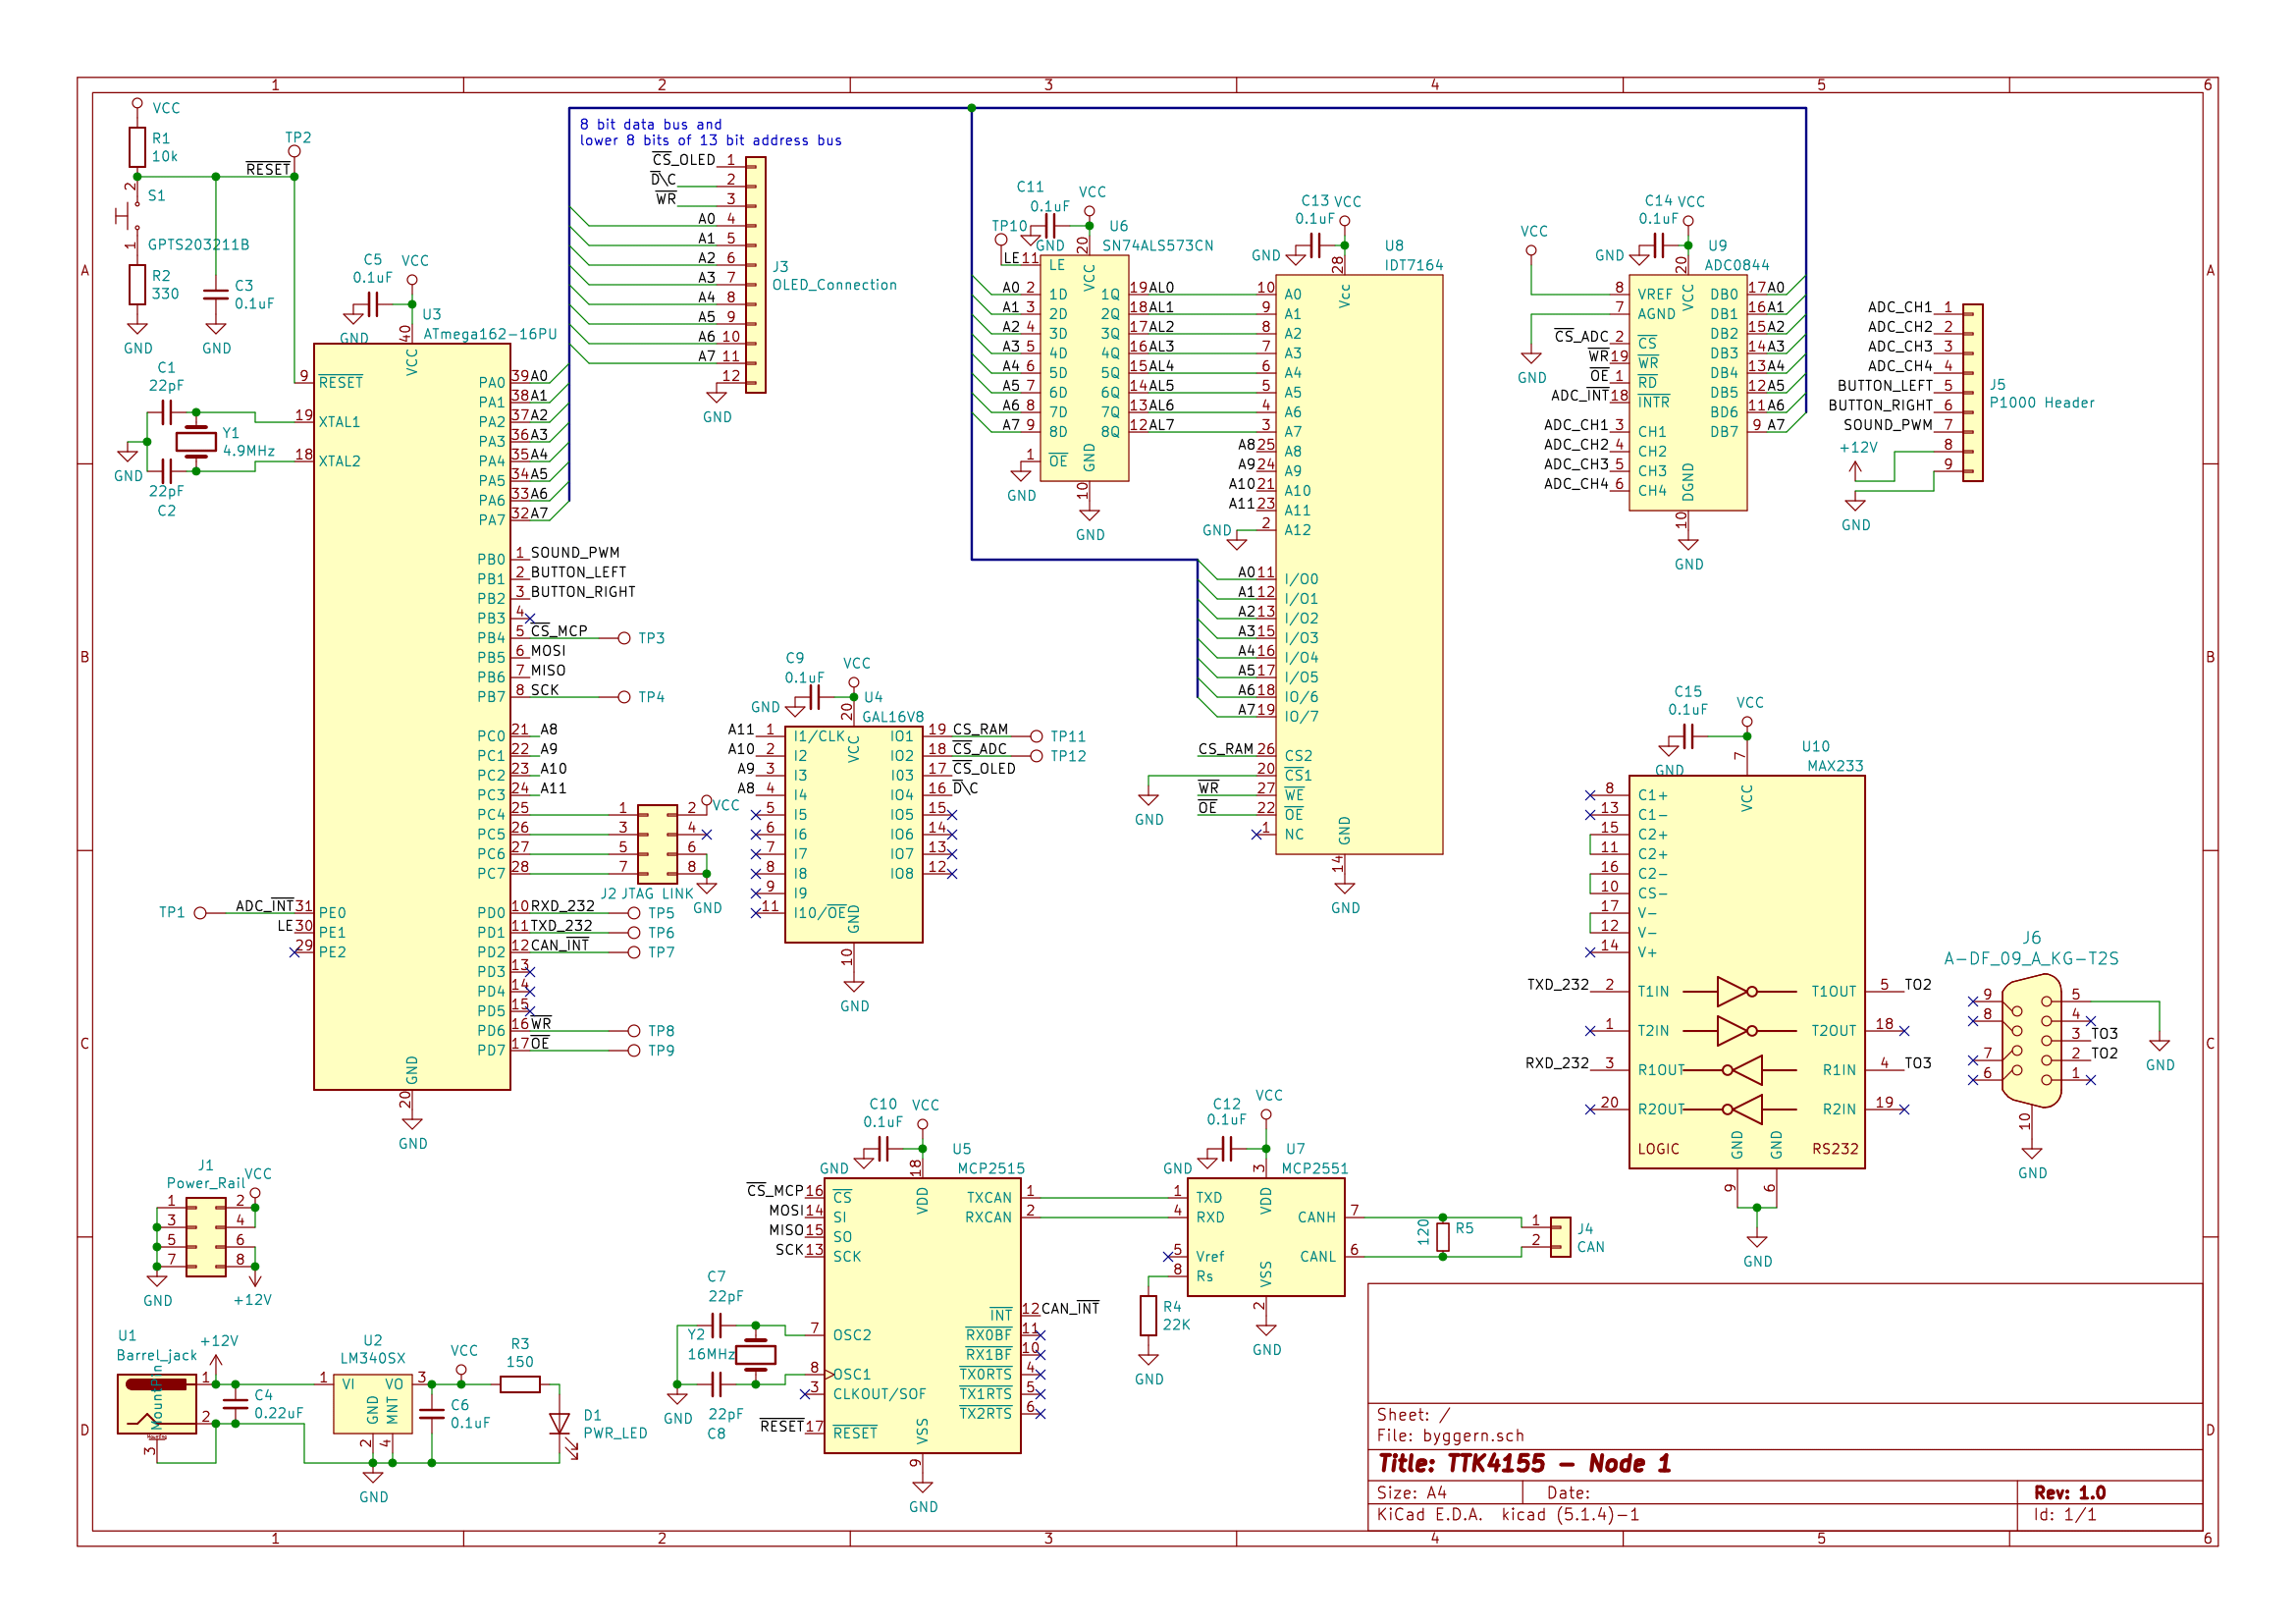 1 2 3 4 5 6
A
B
C
D
VCC
R1
10k
S1
2
1
GPTS203211B
R2
330
GND
C3
0.1uF
GND
RESET
TP2
C1
22pF
Y1
4.9MHz
22pF
C2
GND
C5
0.1uF
VCC
GND
U3
ATmega162-16PU
40 VCC
9 RESET
19 XTAL1
18 XTAL2
PA0 39 A0
PA1 38 A1
PA2 37 A2
PA3 36 A3
PA4 35 A4
PA5 34 A5
PA6 33 A6
PA7 32 A7
PB0 1 SOUND_PWM
PB1 2 BUTTON_LEFT
PB2 3 BUTTON_RIGHT
PB3 4
PB4 5 CS_MCP TP3
PB5 6 MOSI
PB6 7 MISO
PB7 8 SCK TP4
PC0 21 A8
PC1 22 A9
PC2 23 A10
PC3 24 A11
PC4 25
PC5 26
PC6 27
PC7 28
TP1 ADC_INT 31 PE0
LE 30 PE1
29 PE2
PD0 10 RXD_232 TP5
PD1 11 TXD_232 TP6
PD2 12 CAN_INT TP7
PD3 13
PD4 14
PD5 15
PD6 16 WR TP8
PD7 17 OE TP9
GND 20
GND
1 2 VCC
3 4
5 6
7 8
J2 JTAG LINK
GND
8 bit data bus and
lower 8 bits of 13 bit address bus
CS_OLED 1
D\C 2
WR 3
A0 4
A1 5
A2 6
A3 7
A4 8
A5 9
A6 10
A7 11
12
GND
J3
OLED_Connection
C11
0.1uF
VCC
TP10
GND
U6
SN74ALS573CN
20 VCC
LE 11 LE
A0 2 1D 1Q 19 AL0
A1 3 2D 2Q 18 AL1
A2 4 3D 3Q 17 AL2
A3 5 4D 4Q 16 AL3
A4 6 5D 5Q 15 AL4
A5 7 6D 6Q 14 AL5
A6 8 7D 7Q 13 AL6
A7 9 8D 8Q 12 AL7
1 OE
GND
GND 10
GND
C13
0.1uF
VCC
GND
U8
IDT7164
28 Vcc
10 A0
9 A1
8 A2
7 A3
6 A4
5 A5
4 A6
3 A7
A8 25 A8
A9 24 A9
A10 21 A10
A11 23 A11
GND 2 A12
A0 11 I/O0
A1 12 I/O1
A2 13 I/O2
A3 15 I/O3
A4 16 I/O4
A5 17 I/O5
A6 18 IO/6
A7 19 IO/7
CS_RAM 26 CS2
20 CS1
WR 27 WE
OE 22 OE
1 NC
GND
GND 14
GND
C14
0.1uF
VCC
GND
U9
ADC0844
VCC
20 VCC
8 VREF
7 AGND
CS_ADC 2 CS
WR 19 WR
OE 1 RD
ADC_INT 18 INTR
ADC_CH1 3 CH1
ADC_CH2 4 CH2
ADC_CH3 5 CH3
ADC_CH4 6 CH4
DB0 17 A0
DB1 16 A1
DB2 15 A2
DB3 14 A3
DB4 13 A4
DB5 12 A5
BD6 11 A6
DB7 9 A7
GND
DGND 10
GND
ADC_CH1 1
ADC_CH2 2
ADC_CH3 3
ADC_CH4 4
BUTTON_LEFT 5
BUTTON_RIGHT 6
SOUND_PWM 7
8
9
+12V
GND
J5
P1000 Header
C9
0.1uF
VCC
GND
U4
GAL16V8
20 VCC
A11 1 I1/CLK
A10 2 I2
A9 3 I3
A8 4 I4
5 I5
6 I6
7 I7
8 I8
9 I9
11 I10/OE
IO1 19 CS_RAM TP11
IO2 18 CS_ADC TP12
IO3 17 CS_OLED
IO4 16 D\C
IO5 15
IO6 14
IO7 13
IO8 12
GND 10
GND
C15
0.1uF
VCC
GND
U10
MAX233
7 VCC
8 C1+
13 C1-
15 C2+
11 C2+
16 C2-
10 CS-
17 V-
12 V-
14 V+
TXD_232 2 T1IN T1OUT 5 TO2
1 T2IN T2OUT 18
RXD_232 3 R1OUT R1IN 4 TO3
20 R2OUT R2IN 19
LOGIC GND GND RS232
9 6
GND
J6
A-DF_09_A_KG-T2S
9 5
8 4
3 TO3
7 2 TO2
6 1
10
GND
GND
J1
Power_Rail
VCC
1 2
3 4
5 6
7 8
GND
+12V
U1
Barrel_jack
MountPin
1
2
3
+12V
C4
0.22uF
U2
LM340SX
1 VI VO 3
GND MNT
2 4
GND
VCC
C6
0.1uF
R3
150
D1
PWR_LED
C10
0.1uF
VCC
GND
U5
MCP2515
18 VDD
CS_MCP 16 CS
MOSI 14 SI
MISO 15 SO
SCK 13 SCK
7 OSC2
8 OSC1
3 CLKOUT/SOF
RESET 17 RESET
TXCAN 1
RXCAN 2
INT 12 CAN_INT
RX0BF 11
RX1BF 10
TX0RTS 4
TX1RTS 5
TX2RTS 6
VSS 9
GND
C7
22pF
Y2
16MHz
22pF
C8
GND
C12
0.1uF
VCC
GND
U7
MCP2551
3 VDD
1 TXD
4 RXD
5 Vref
8 Rs
CANH 7
CANL 6
VSS 2
GND
R4
22K
GND
120 R5
1
2
J4
CAN
Sheet: /
File: byggern.sch
Title: TTK4155 - Node 1
Size: A4 Date: Rev: 1.0
KiCad E.D.A. kicad (5.1.4)-1 Id: 1/1
1 2 3 4 5 6
A
B
C
D